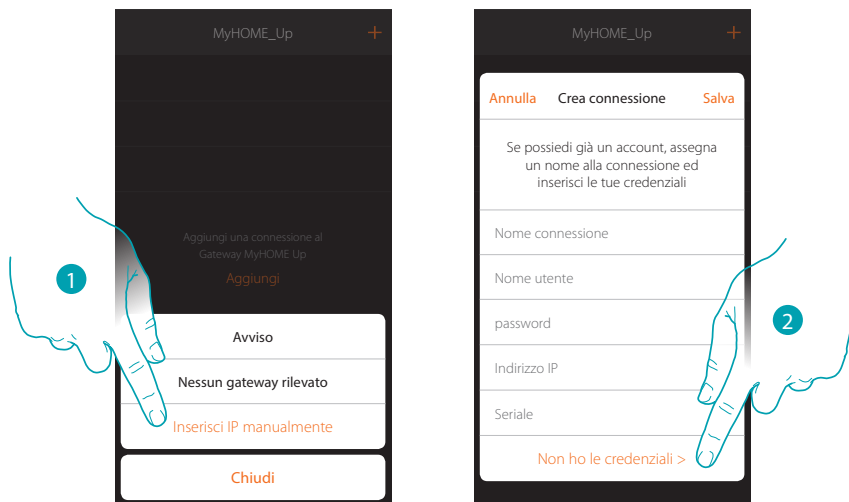 MyHOME_Up +
Aggiungi una connessione al
Gateway MyHOME Up
Aggiungi
1
Avviso
Nessun gateway rilevato
Inserisci IP manualmente
Chiudi
MyHOME_Up +
Annulla Crea connessione Salva
Se possiedi già un account, assegna
un nome alla connessione ed
inserisci le tue credenziali
Nome connessione
Nome utente
password
2
Indirizzo IP
Seriale
Non ho le credenziali >